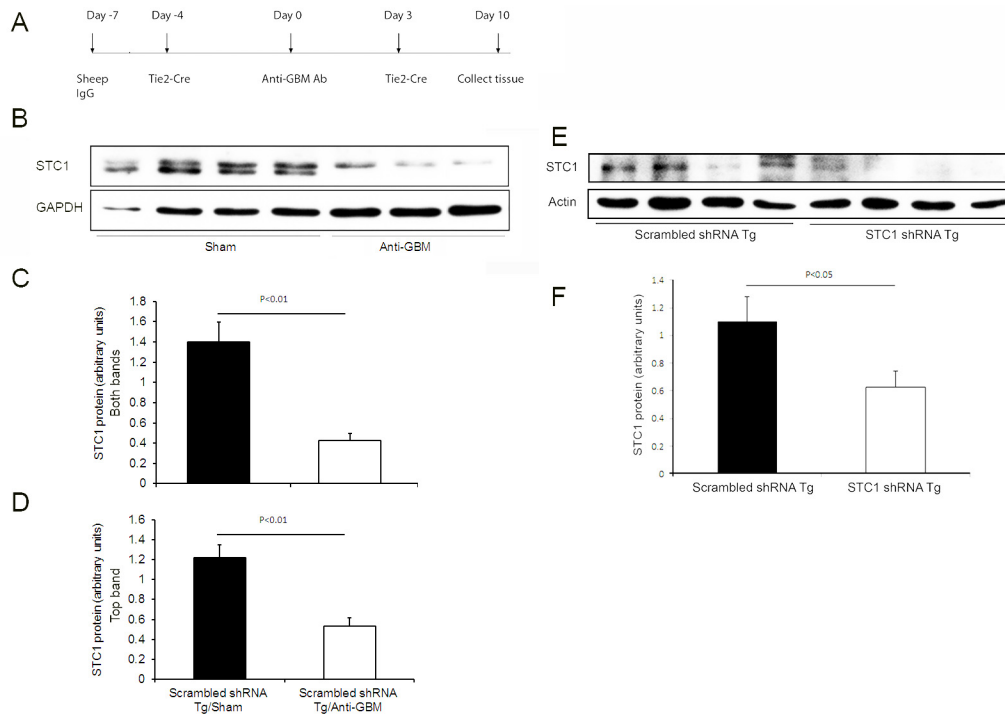 A
Day -7 Day -4 Day 0 Day 3 Day 10
Sheep IgG Tie2-Cre Anti-GBM Ab Tie2-Cre Collect tissue
B
STC1
GAPDH
Sham Anti-GBM
C
STC1 protein (arbitrary units)
Both bands
1.8
1.6
1.4
1.2
1
0.8
0.6
0.4
0.2
0
P<0.01
D
STC1 protein (arbitrary units)
Top band
1.6
1.4
1.2
1
0.8
0.6
0.4
0.2
0
P<0.01
Scrambled shRNA
Tg/Sham
Scrambled shRNA
Tg/Anti-GBM
E
STC1
Actin
Scrambled shRNA Tg STC1 shRNA Tg
F
STC1 protein (arbitrary units)
1.4
1.2
1
0.8
0.6
0.4
0.2
0
P<0.05
Scrambled shRNA Tg STC1 shRNA Tg